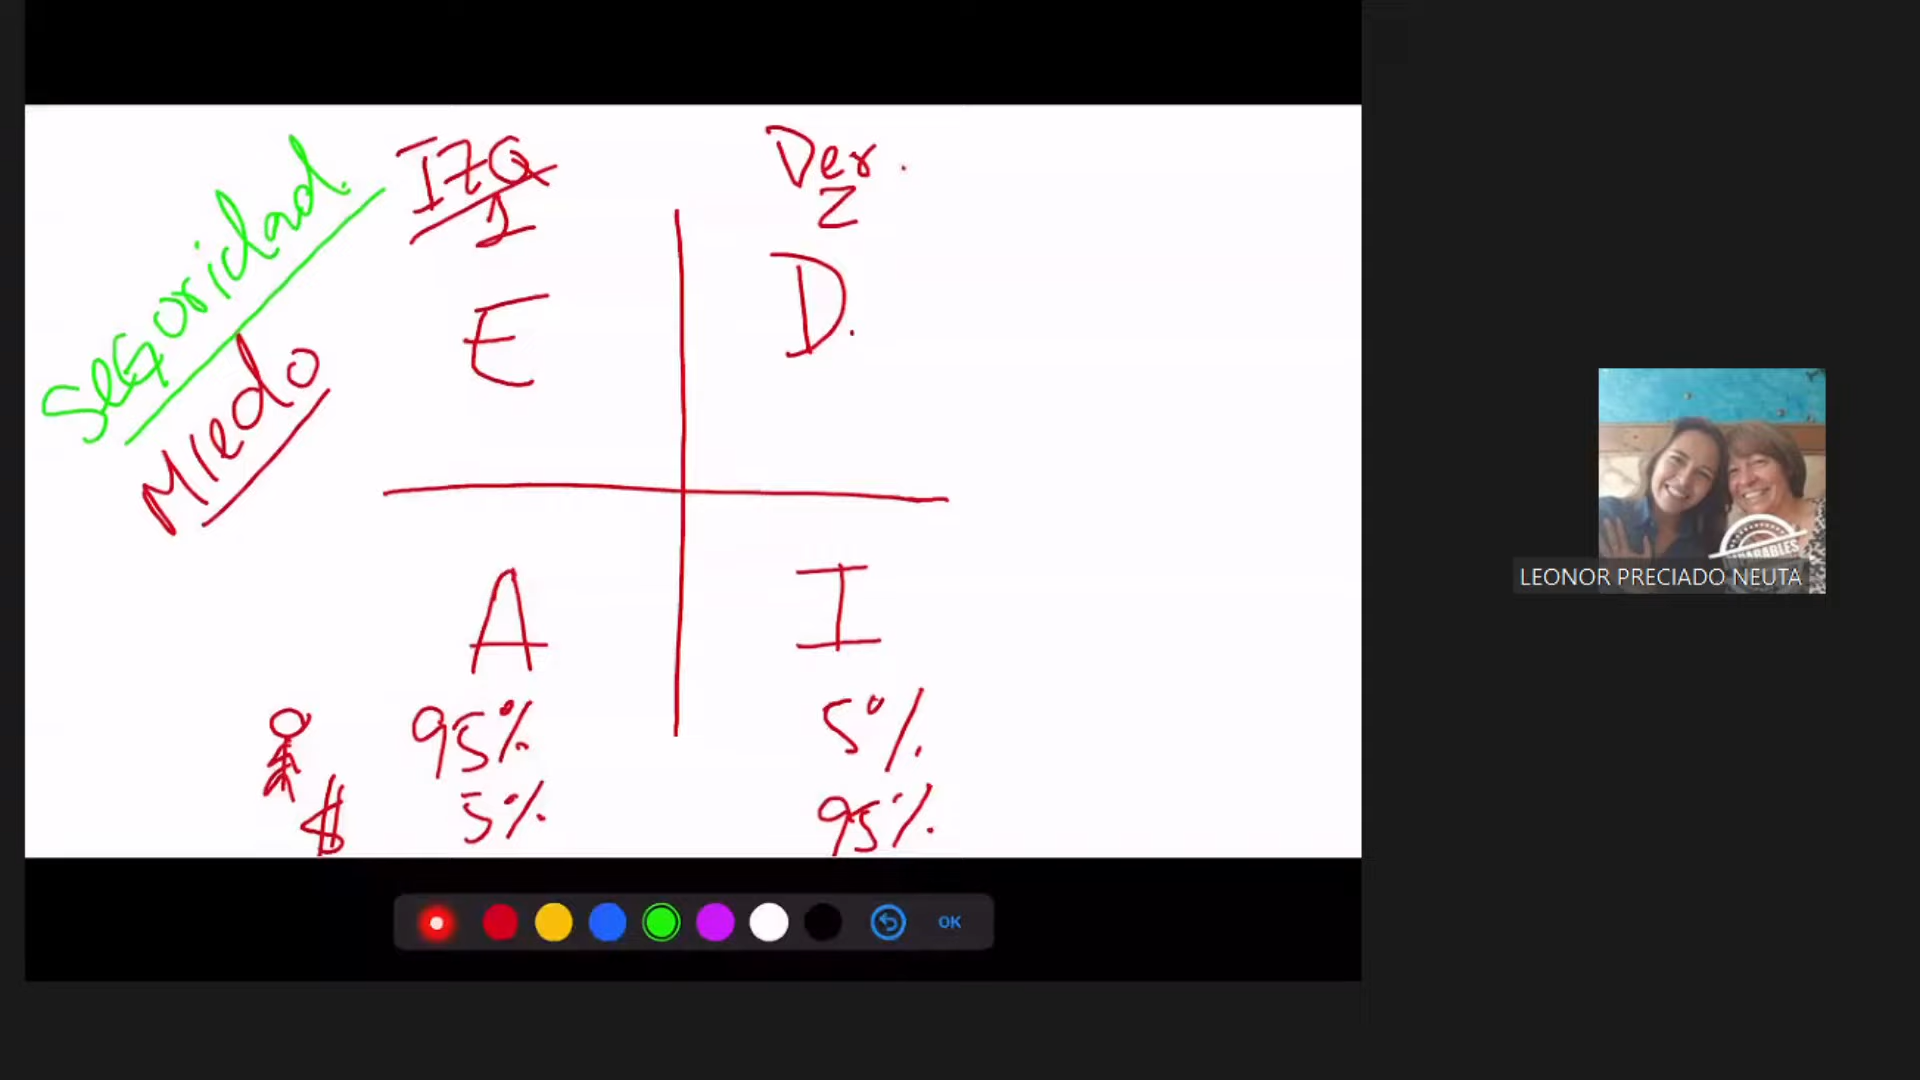 Seguridad.
Miedo
IZQ
1
Der.
2
E
D.
A
I
95%
5%
$
5%
95%
OK
LEONOR PRECIADO NEUTA